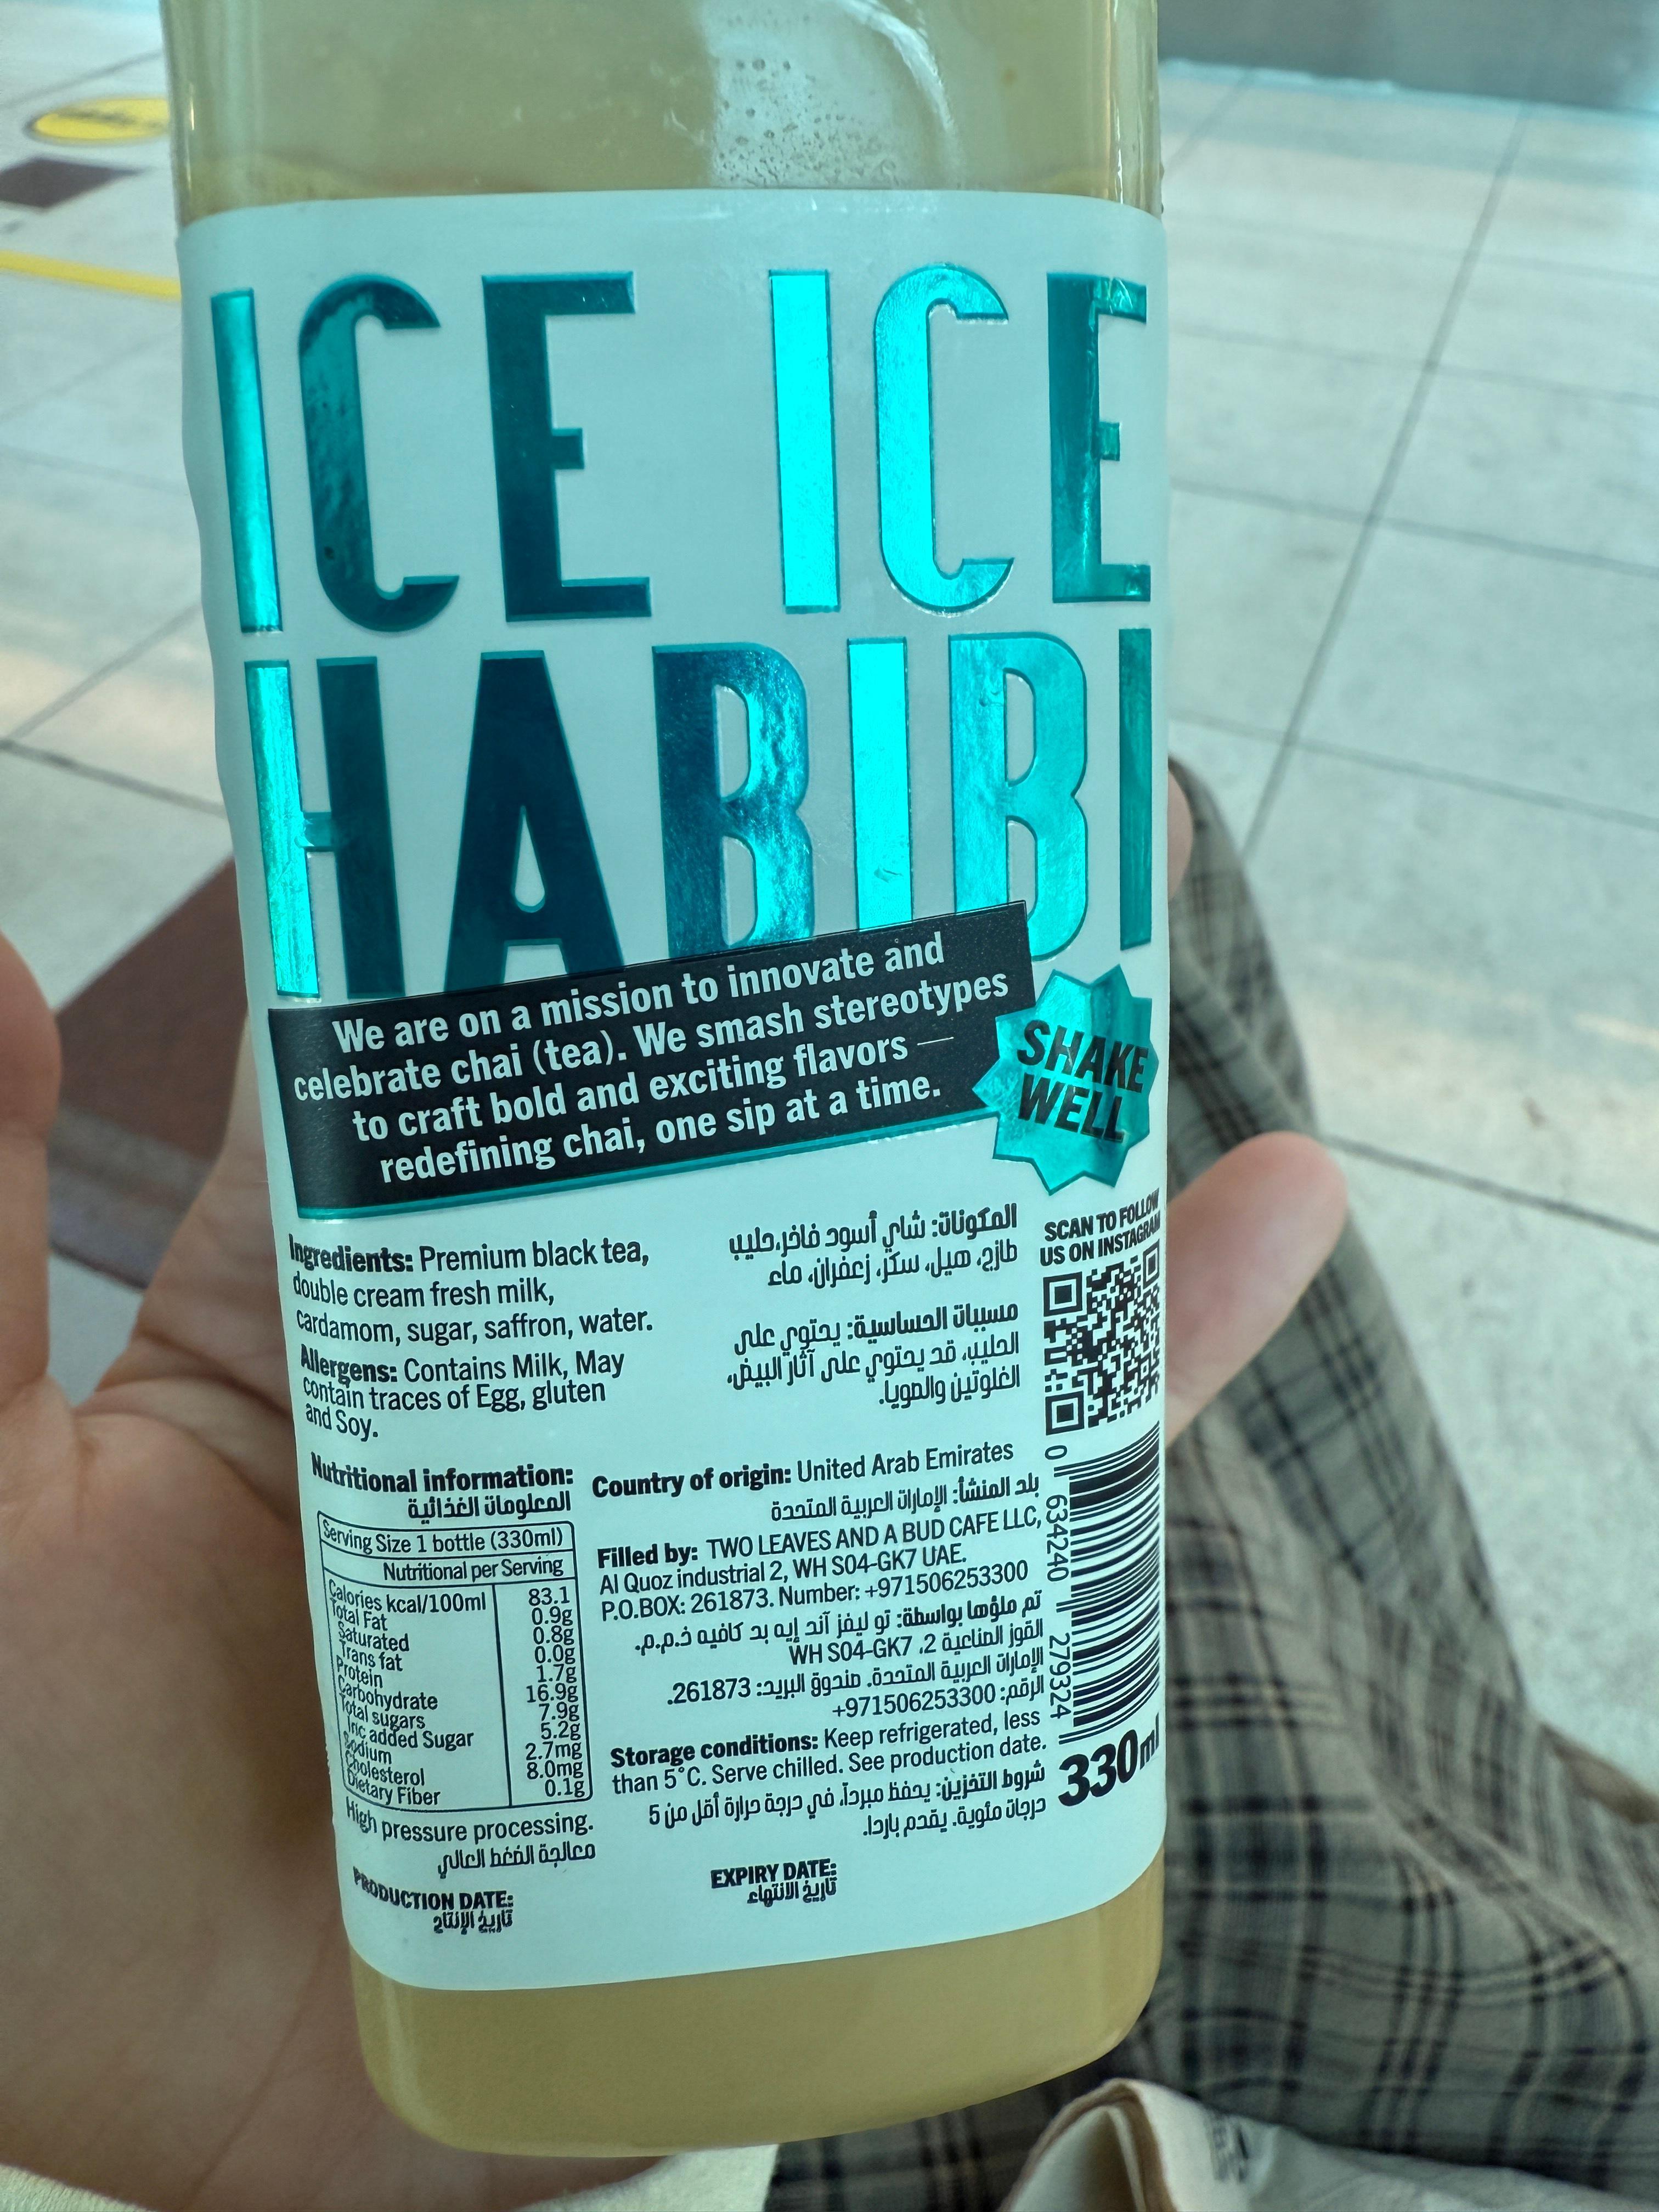 ICE ICE
HABIBI
We are on a mission to innovate and
celebrate chai (tea). We smash stereotypes
to craft bold and exciting flavors —
redefining chai, one sip at a time.
SHAKE
WELL
Ingredients: Premium black tea,
double cream fresh milk,
cardamom, sugar, saffron, water.
Allergens: Contains Milk, May
contain traces of Egg, gluten
and Soy.
المكونات: شاي أسود فاخر،حليب
طازج، هيل، سكر، زعفران، ماء
مسببات الحساسية: يحتوي على
الحليب، قد يحتوي على آثار البيض،
الغلوتين والصويا.
SCAN TO FOLLOW
US ON INSTAGRAM
Nutritional information:
المعلومات الغذائية
Serving Size 1 bottle (330ml)
Nutritional per Serving
Calories kcal/100ml 83.1
Total Fat 0.9g
Saturated 0.8g
Trans fat 0.0g
Protein 1.7g
Carbohydrate 16.9g
Total sugars 7.9g
Inc added Sugar 5.2g
Sodium 2.7mg
Cholesterol 8.0mg
Dietary Fiber 0.1g
High pressure processing.
معالجة الضغط العالي
PRODUCTION DATE:
تاريخ الإنتاج
Country of origin: United Arab Emirates
بلد المنشأ: الإمارات العربية المتحدة
Filled by: TWO LEAVES AND A BUD CAFE LLC,
Al Quoz industrial 2, WH S04-GK7 UAE.
P.O.BOX: 261873. Number: +971506253300
تم ملؤها بواسطة: تو ليفز آند إيه بد كافيه ذ.م.م.
القوز الصناعية 2، WH S04-GK7
الإمارات العربية المتحدة. صندوق البريد: 261873.
الرقم: 971506253300+
Storage conditions: Keep refrigerated, less
than 5°C. Serve chilled. See production date.
شروط التخزين: يحفظ مبرداً، في درجة حرارة أقل من 5
درجات مئوية. يقدم باردا.
EXPIRY DATE:
تاريخ الانتهاء
0 634240 279324
330ml